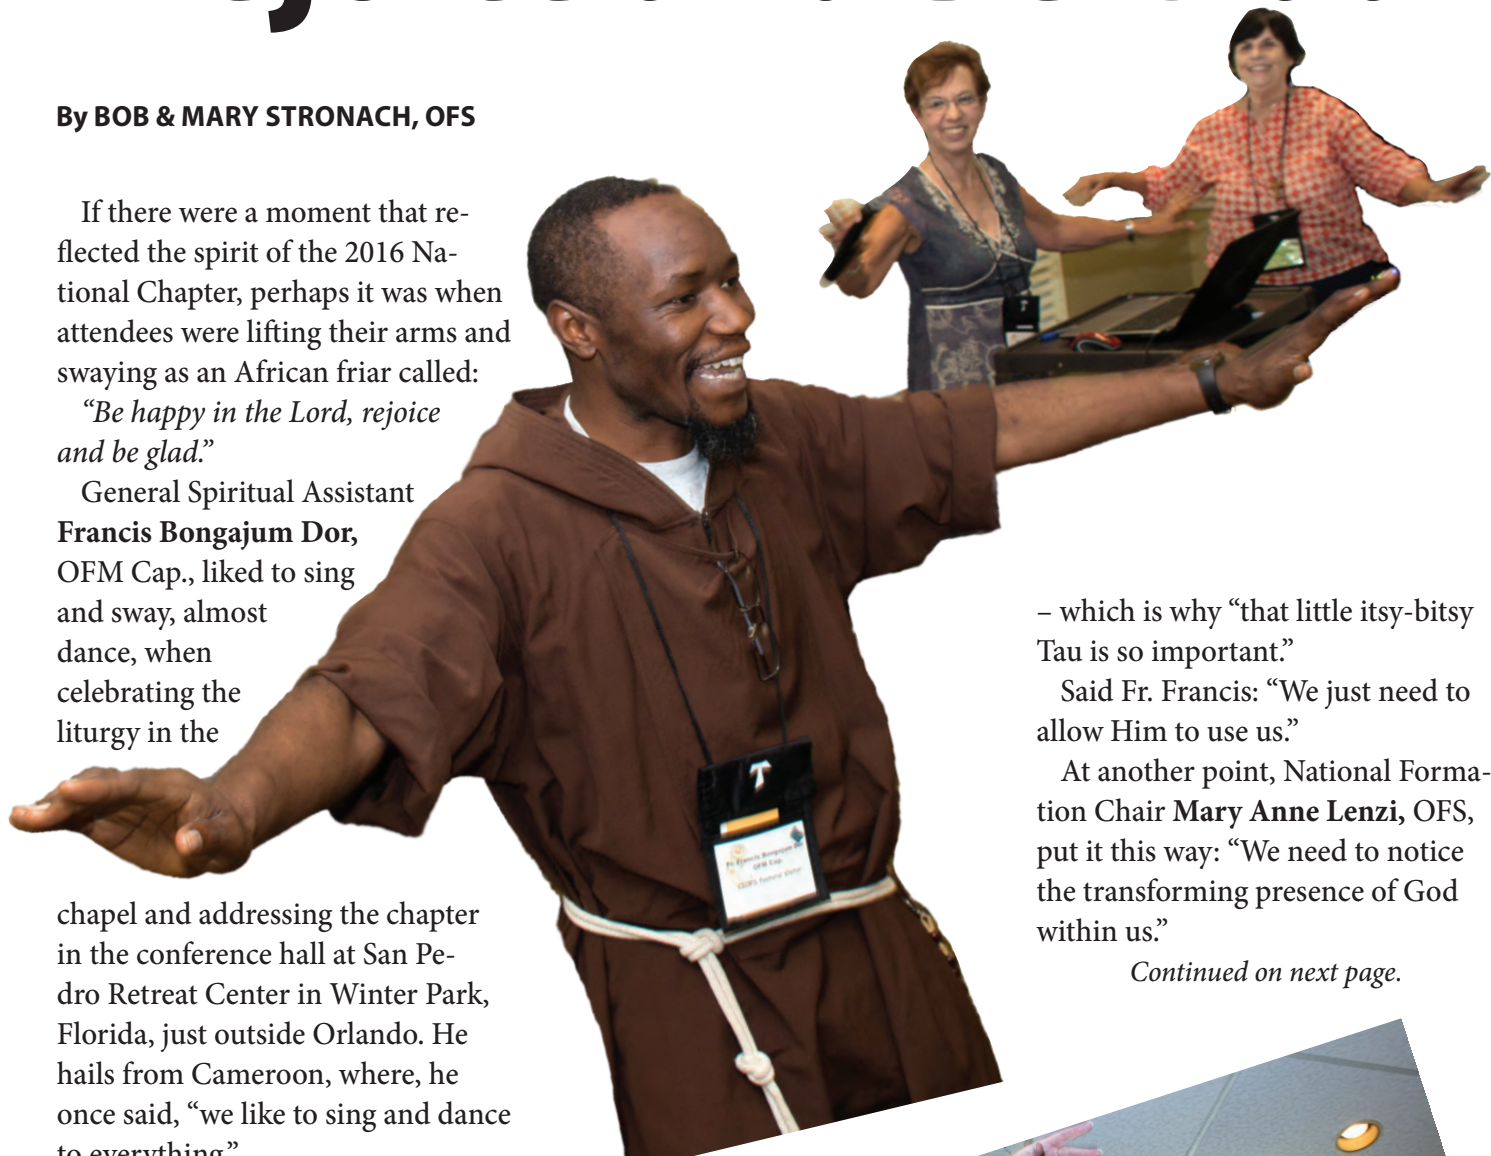 By BOB & MARY STRONACH, OFS
If there were a moment that re-
flected the spirit of the 2016 Na-
tional Chapter, perhaps it was when
attendees were lifting their arms and
swaying as an African friar called:
“Be happy in the Lord, rejoice
and be glad.”
General Spiritual Assistant
Francis Bongajum Dor,
OFM Cap., liked to sing
and sway, almost
dance, when
celebrating the
liturgy in the
chapel and addressing the chapter
in the conference hall at San Pe-
dro Retreat Center in Winter Park,
Florida, just outside Orlando. He
hails from Cameroon, where, he
once said, “we like to sing and dance
to everything.”
– which is why “that little itsy-bitsy
Tau is so important.”
Said Fr. Francis: “We just need to
allow Him to use us.”
At another point, National Forma-
tion Chair Mary Anne Lenzi, OFS,
put it this way: “We need to notice
the transforming presence of God
within us.”
Continued on next page.
Fr. Francis Bongajum Dor
OFM Cap.